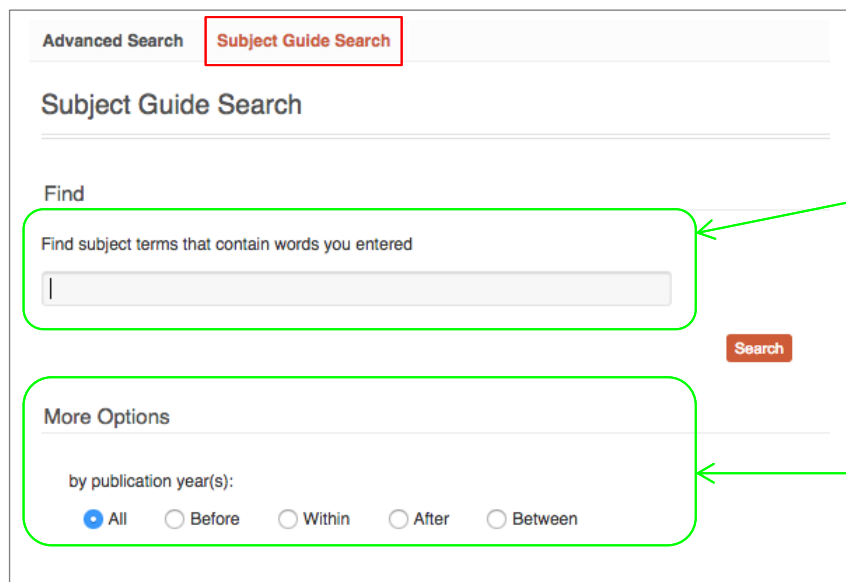 Advanced Search Subject Guide Search
Subject Guide Search
Find
Find subject terms that contain words you entered
Search
More Options
by publication year(s):
All Before Within After Between